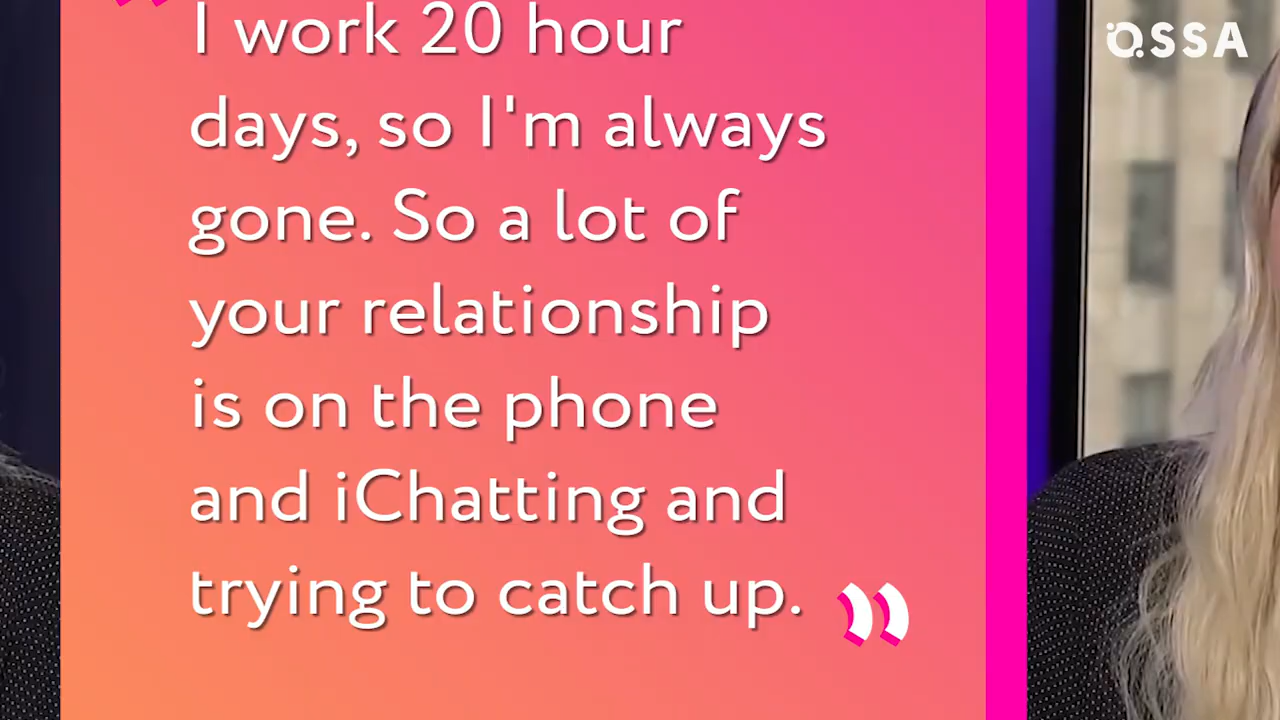 QSSA
“
I work 20 hour
days, so I'm always
gone. So a lot of
your relationship
is on the phone
and iChatting and
trying to catch up.
”